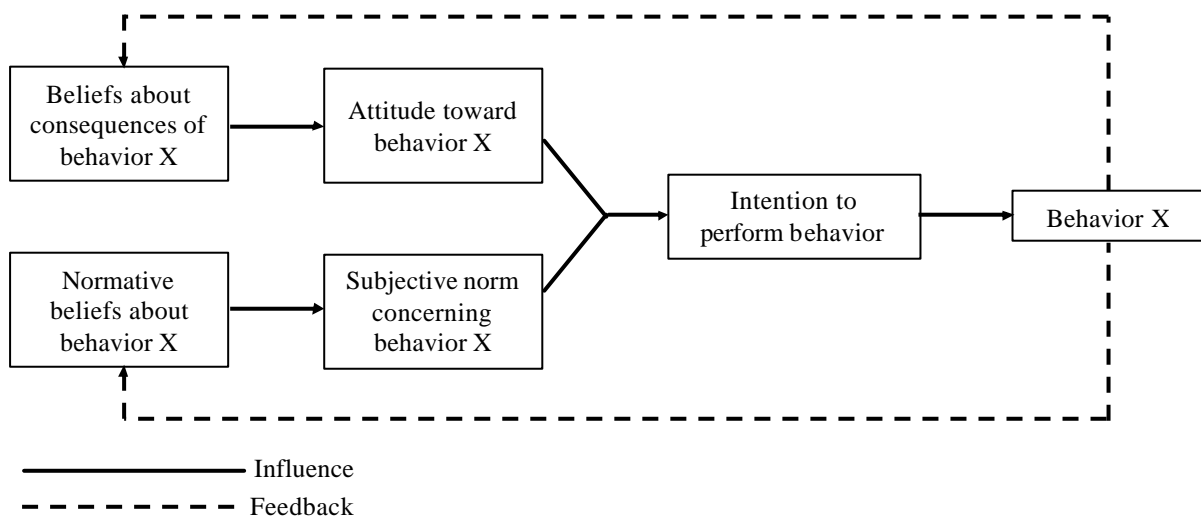 Beliefs about
consequences of
behavior X
Attitude toward
behavior X
Intention to
perform behavior
Behavior X
Normative
beliefs about
behavior X
Subjective norm
concerning
behavior X
Influence
Feedback